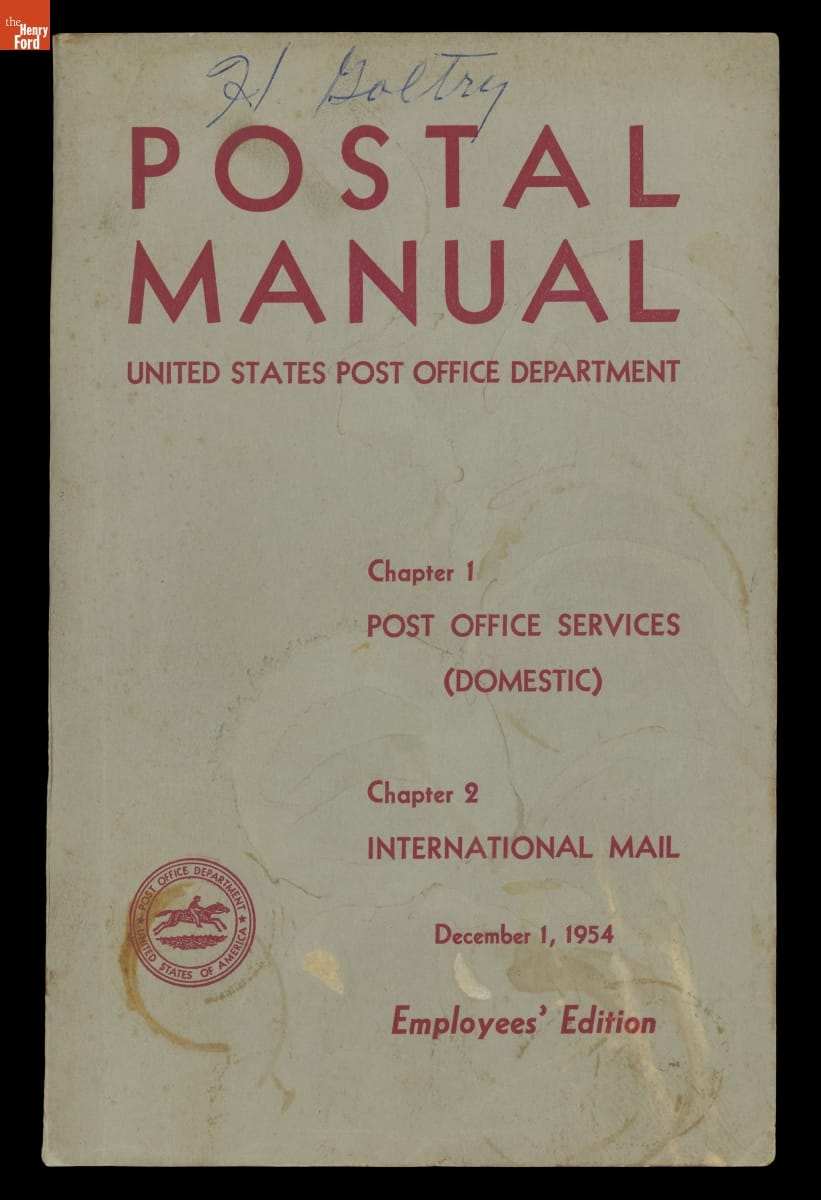 the
Henry
Ford
H Goltry
POSTAL
MANUAL
UNITED STATES POST OFFICE DEPARTMENT
Chapter 1
POST OFFICE SERVICES
(DOMESTIC)
Chapter 2
INTERNATIONAL MAIL
POST OFFICE DEPARTMENT
UNITED STATES OF AMERICA
December 1, 1954
Employees' Edition